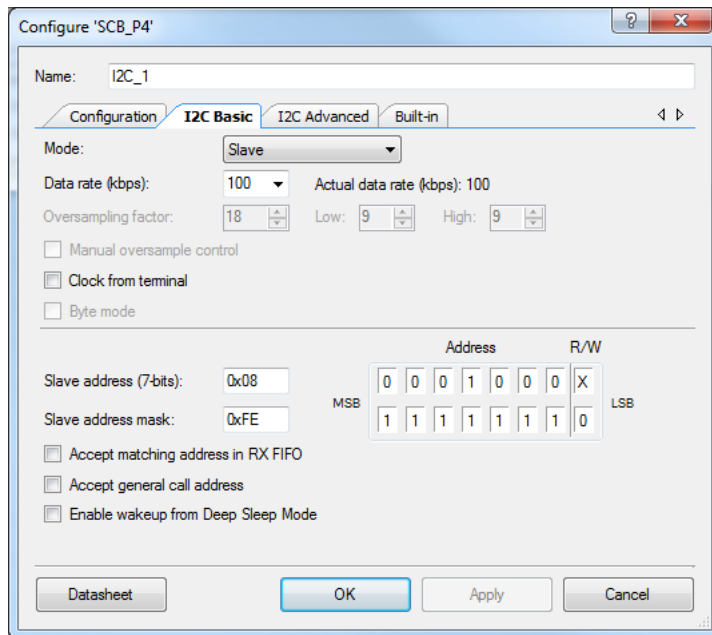 Configure 'SCB_P4'
?
Name: I2C_1
Configuration I2C Basic I2C Advanced Built-in
Mode: Slave
Data rate (kbps): 100 Actual data rate (kbps): 100
Oversampling factor: 18 Low: 9 High: 9
Manual oversample control
Clock from terminal
Byte mode
Address R/W
Slave address (7-bits): 0x08 0 0 0 1 0 0 0 X
MSB LSB
Slave address mask: 0xFE 1 1 1 1 1 1 1 0
Accept matching address in RX FIFO
Accept general call address
Enable wakeup from Deep Sleep Mode
Datasheet OK Apply Cancel